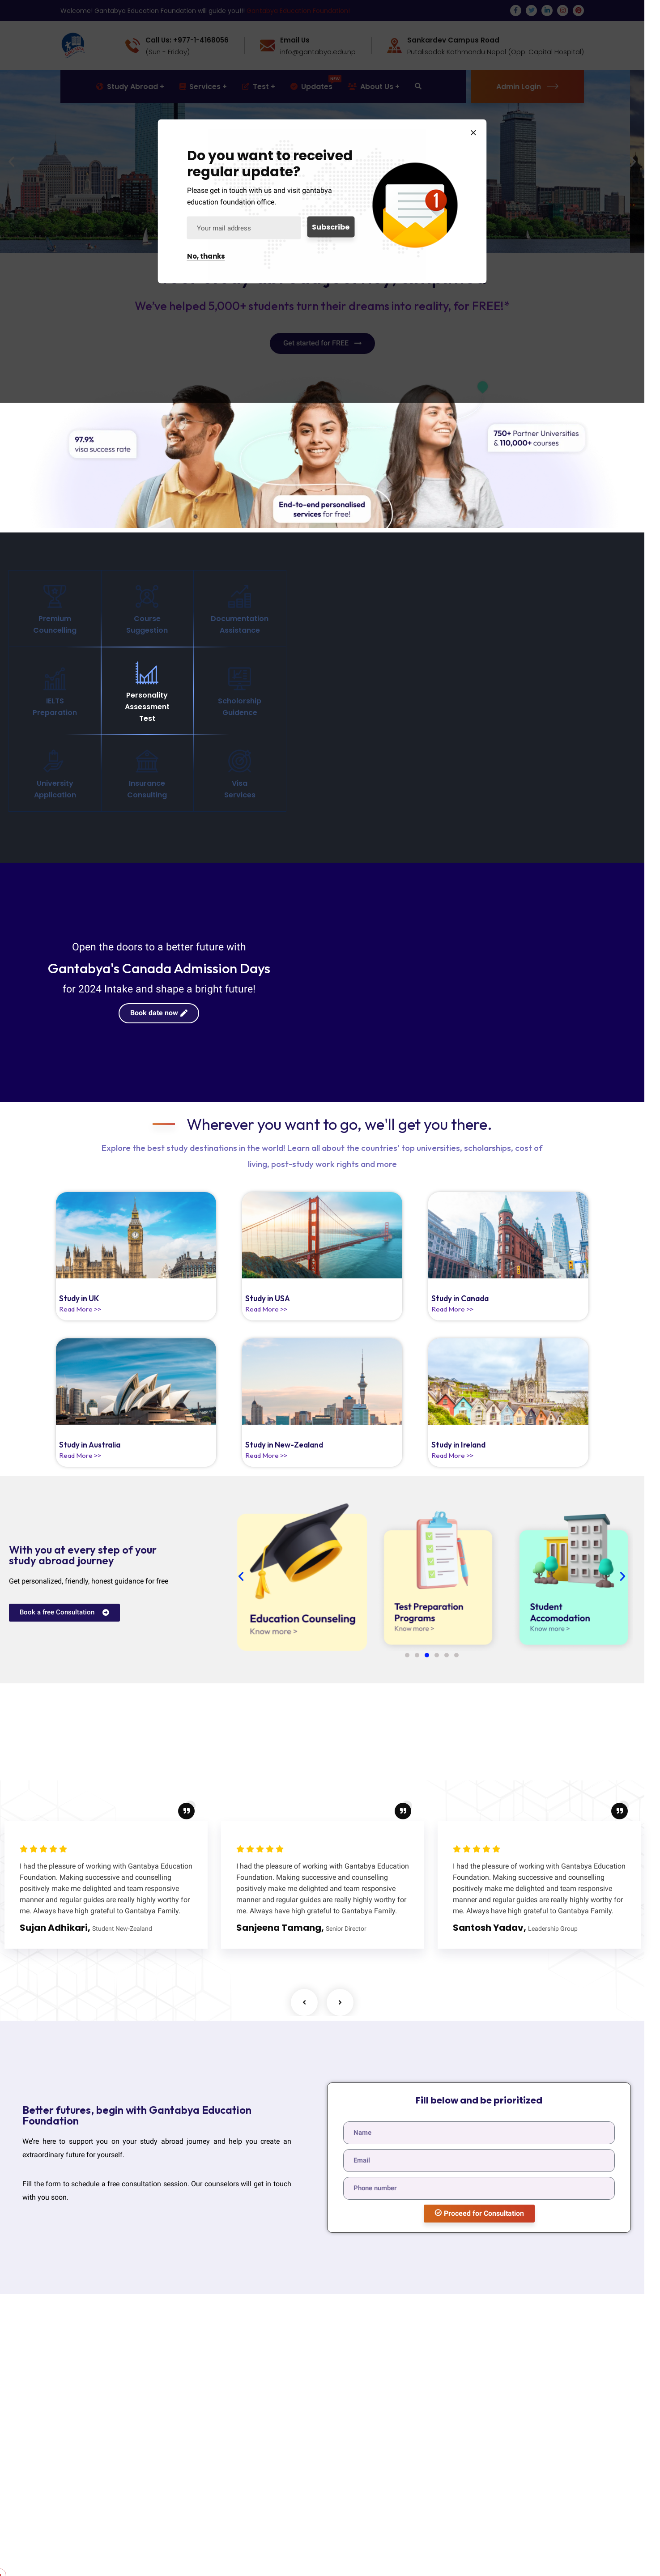 Welcome! Gantabya Education Foundation will guide you!!!
Call Us: +977-1-4168056
(Sun - Friday)
Email Us
info@gantabya.edu.np
Sankardev Campus Road
Putalisadak Kathmandu Nepal (Opp. Capital Hospital)
Study Abroad +
Services +
Test +
NEW
Updates
About Us +
Admin Login
×
Do you want to received
regular update?
Please get in touch with us and visit gantabya
education foundation office.
Your mail address
Subscribe
No, thanks
1
We've helped 5,000+ students turn their dreams into reality, for FREE!*
Get started for FREE
97.9%
visa success rate
750+ Partner Universities
& 110,000+ courses
End-to-end personalised
services for free!
Premium
Councelling
Course
Suggestion
Documentation
Assistance
IELTS
Preparation
Personality
Assessment
Test
Scholorship
Guidence
University
Application
Insurance
Consulting
Visa
Services
Open the doors to a better future with
Gantabya's Canada Admission Days
for 2024 Intake and shape a bright future!
Book date now
Wherever you want to go, we'll get you there.
Explore the best study destinations in the world! Learn all about the countries' top universities, scholarships, cost of
living, post-study work rights and more
Study in UK
Read More >>
Study in USA
Read More >>
Study in Canada
Read More >>
Study in Australia
Read More >>
Study in New-Zealand
Read More >>
Study in Ireland
Read More >>
With you at every step of your
study abroad journey
Get personalized, friendly, honest guidance for free
Book a free Consultation
Education Counseling
Know more >
Test Preparation
Programs
Know more >
Student
Accomodation
Know more >
I had the pleasure of working with Gantabya Education
Foundation. Making successive and counselling
positively make me delighted and team responsive
manner and regular guides are really highly worthy for
me. Always have high grateful to Gantabya Family.
Sujan Adhikari, Student New-Zealand
I had the pleasure of working with Gantabya Education
Foundation. Making successive and counselling
positively make me delighted and team responsive
manner and regular guides are really highly worthy for
me. Always have high grateful to Gantabya Family.
Sanjeena Tamang, Senior Director
I had the pleasure of working with Gantabya Education
Foundation. Making successive and counselling
positively make me delighted and team responsive
manner and regular guides are really highly worthy for
me. Always have high grateful to Gantabya Family.
Santosh Yadav, Leadership Group
Better futures, begin with Gantabya Education
Foundation
We're here to support you on your study abroad journey and help you create an
extraordinary future for yourself.
Fill the form to schedule a free consultation session. Our counselors will get in touch
with you soon.
Fill below and be prioritized
Name
Email
Phone number
Proceed for Consultation